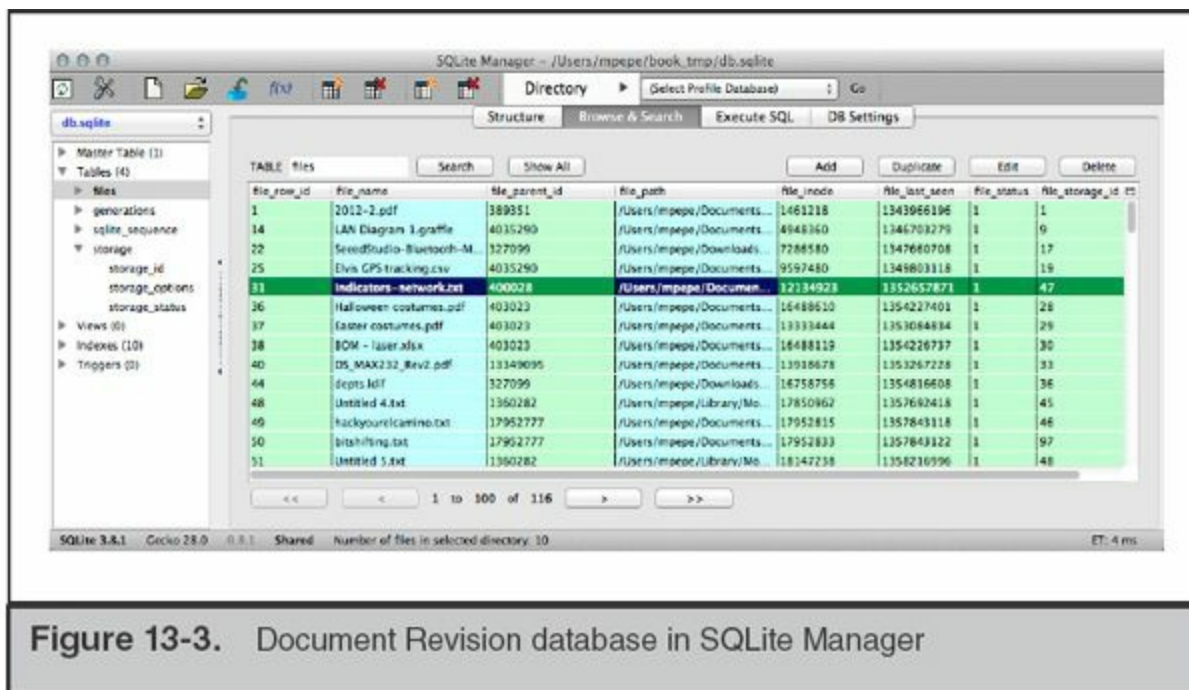 SQLite Manager - /Users/mpepe/book_tmp/db.sqlite
f(x) Directory (Select Profile Database) Go
db.sqlite
Structure Browse & Search Execute SQL DB Settings
Master Table (1)
Tables (4)
files
generations
sqlite_sequence
storage
storage_id
storage_options
storage_status
Views (0)
Indexes (10)
Triggers (0)
TABLE files Search Show All Add Duplicate Edit Delete
file_row_id file_name file_parent_id file_path file_inode file_last_seen file_status file_storage_id
1 2012-2.pdf 389351 /Users/mpepe/Documents... 1461218 1343966196 1 1
14 LAN Diagram 1.graffle 4035290 /Users/mpepe/Documents... 4948360 1346703279 1 9
22 SeeedStudio-Bluetooth-M... 327099 /Users/mpepe/Downloads... 7286580 1347660708 1 17
25 Elvis GPS tracking.csv 4035290 /Users/mpepe/Documents... 9597480 1349803118 1 19
31 Indicators-network.txt 400028 /Users/mpepe/Documen... 12134923 1352657871 1 47
36 Halloween costumes.pdf 403023 /Users/mpepe/Documents... 16488610 1354227401 1 28
37 Easter costumes.pdf 403023 /Users/mpepe/Documents... 13333444 1353084834 1 29
38 BOM - laser.xlsx 403023 /Users/mpepe/Documents... 16488119 1354226737 1 30
40 DS_MAX232_Rev2.pdf 13349095 /Users/mpepe/Documents... 13918678 1353267228 1 33
44 depts.ldif 327099 /Users/mpepe/Downloads... 16758756 1354816608 1 36
48 Untitled 4.txt 1360282 /Users/mpepe/Library/Mo... 17850962 1357692418 1 45
49 hackyourelcamino.txt 17952777 /Users/mpepe/Documents... 17952815 1357843118 1 46
50 bitshifting.txt 17952777 /Users/mpepe/Documents... 17952833 1357843122 1 97
51 Untitled 5.txt 1360282 /Users/mpepe/Library/Mo... 18147238 1358216996 1 48
<< < 1 to 100 of 116 > >>
SQLite 3.8.1 Gecko 28.0 0.8.1 Shared Number of files in selected directory: 10 ET: 4 ms
Figure 13-3. Document Revision database in SQLite Manager